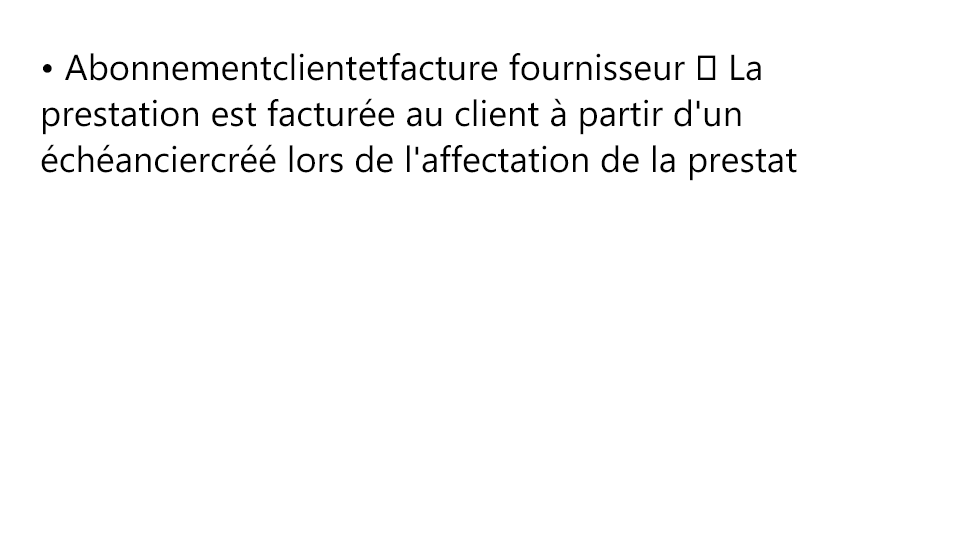 • Abonnementclientetfacture fournisseur  La
prestation est facturée au client à partir d'un
échéanciercréé lors de l'affectation de la prestat